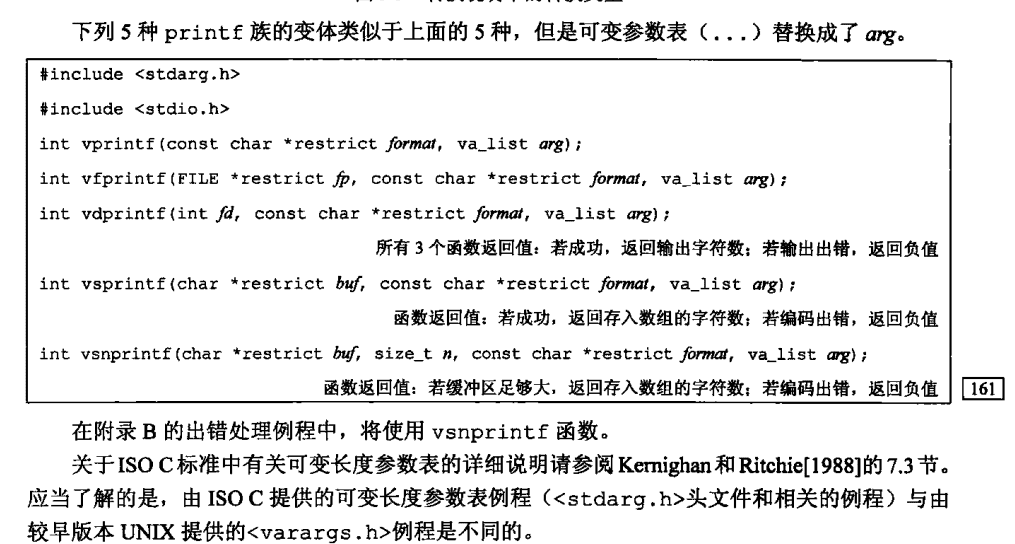 下列 5 种 printf 族的变体类似于上面的 5 种，但是可变参数表（...）替换成了 arg。
#include <stdarg.h>
#include <stdio.h>
int vprintf(const char *restrict format, va_list arg);
int vfprintf(FILE *restrict fp, const char *restrict format, va_list arg);
int vdprintf(int fd, const char *restrict format, va_list arg);
所有 3 个函数返回值：若成功，返回输出字符数；若输出出错，返回负值
int vsprintf(char *restrict buf, const char *restrict format, va_list arg);
函数返回值：若成功，返回存入数组的字符数；若编码出错，返回负值
int vsnprintf(char *restrict buf, size_t n, const char *restrict format, va_list arg);
函数返回值：若缓冲区足够大，返回存入数组的字符数；若编码出错，返回负值
161
在附录 B 的出错处理例程中，将使用 vsnprintf 函数。
关于 ISO C 标准中有关可变长度参数表的详细说明请参阅 Kernighan 和 Ritchie[1988]的 7.3 节。
应当了解的是，由 ISO C 提供的可变长度参数表例程（<stdarg.h>头文件和相关的例程）与由
较早版本 UNIX 提供的<varargs.h>例程是不同的。